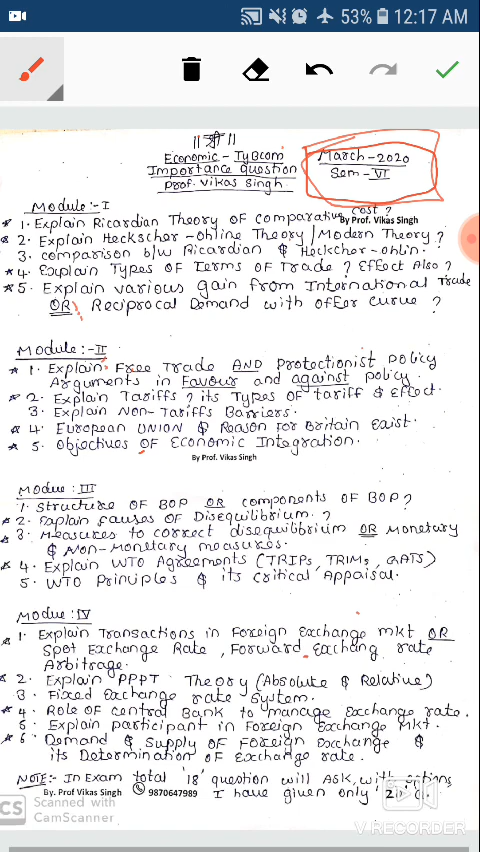 53% 12:17 AM
|| श्री ||
Economic - TyBcom
Importance question
Prof. Vikas Singh.
March - 2020
Sem - VI
Module :- I
* 1. Explain Ricardian Theory of comparative cost ?
By Prof. Vikas Singh
* 2. Explain Heckscher - ohline Theory / Modern Theory ?
3. comparison b/w Ricardian & Heckcher - ohlin.
* 4. Explain Types of Terms of Trade ? Effect Also ?
* 5. Explain various gain from International Trade
OR Reciprocal Demand with offer curve ?
Module :- II
* 1. Explain Free Trade AND Protectionist policy
Arguments in Favour and against policy.
* 2. Explain Tariffs ? its Types of tariff & Effect.
3. Explain Non - Tariffs Barriers.
* 4. European UNION & Reason for Britain Exist.
* 5. Objectives of Economic Integration.
By Prof. Vikas Singh
Modue : III
1. Structure of BOP OR components of BOP ?
* 2. Explain causes of Disequilibrium. ?
* 3. Measures to correct disequilibrium OR Monetary
& Non - Monetary measures.
* 4. Explain WTO Agreements (TRIPs, TRIMs, GATS)
5. WTO Principles & its Critical Appaisal.
Modue : IV
* 1. Explain Transactions in Foreign Exchange mkt OR
Spot Exchange Rate, Forward Exchang rate
Arbitrage.
* 2. Explain PPPT Theory (Absolute & Relative)
3. Fixed Exchange rate System.
* 4. Role of central Bank to manage Exchange rate.
5. Explain participant in Foreign Exchange Mkt.
* 6. Demand & Supply of Foreign Exchange &
its Determination of Exchange rate.
NOTE :- In Exam total '18' question will Ask, with options
By. Prof Vikas Singh 9870647989 I have given only '21'
CS Scanned with
CamScanner
V RECORDER